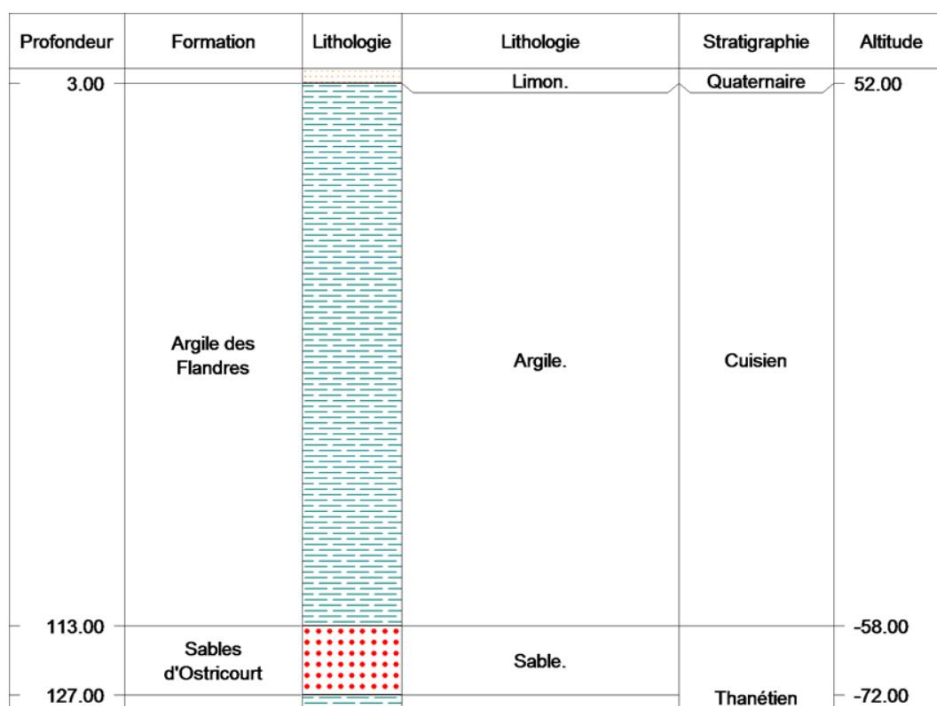 Profondeur Formation Lithologie Lithologie Stratigraphie Altitude
Limon. Quaternaire
3.00 52.00
Argile des
Flandres
Argile. Cuisien
113.00 -58.00
Sables
d'Ostricourt
Sable.
127.00 Thanétien -72.00